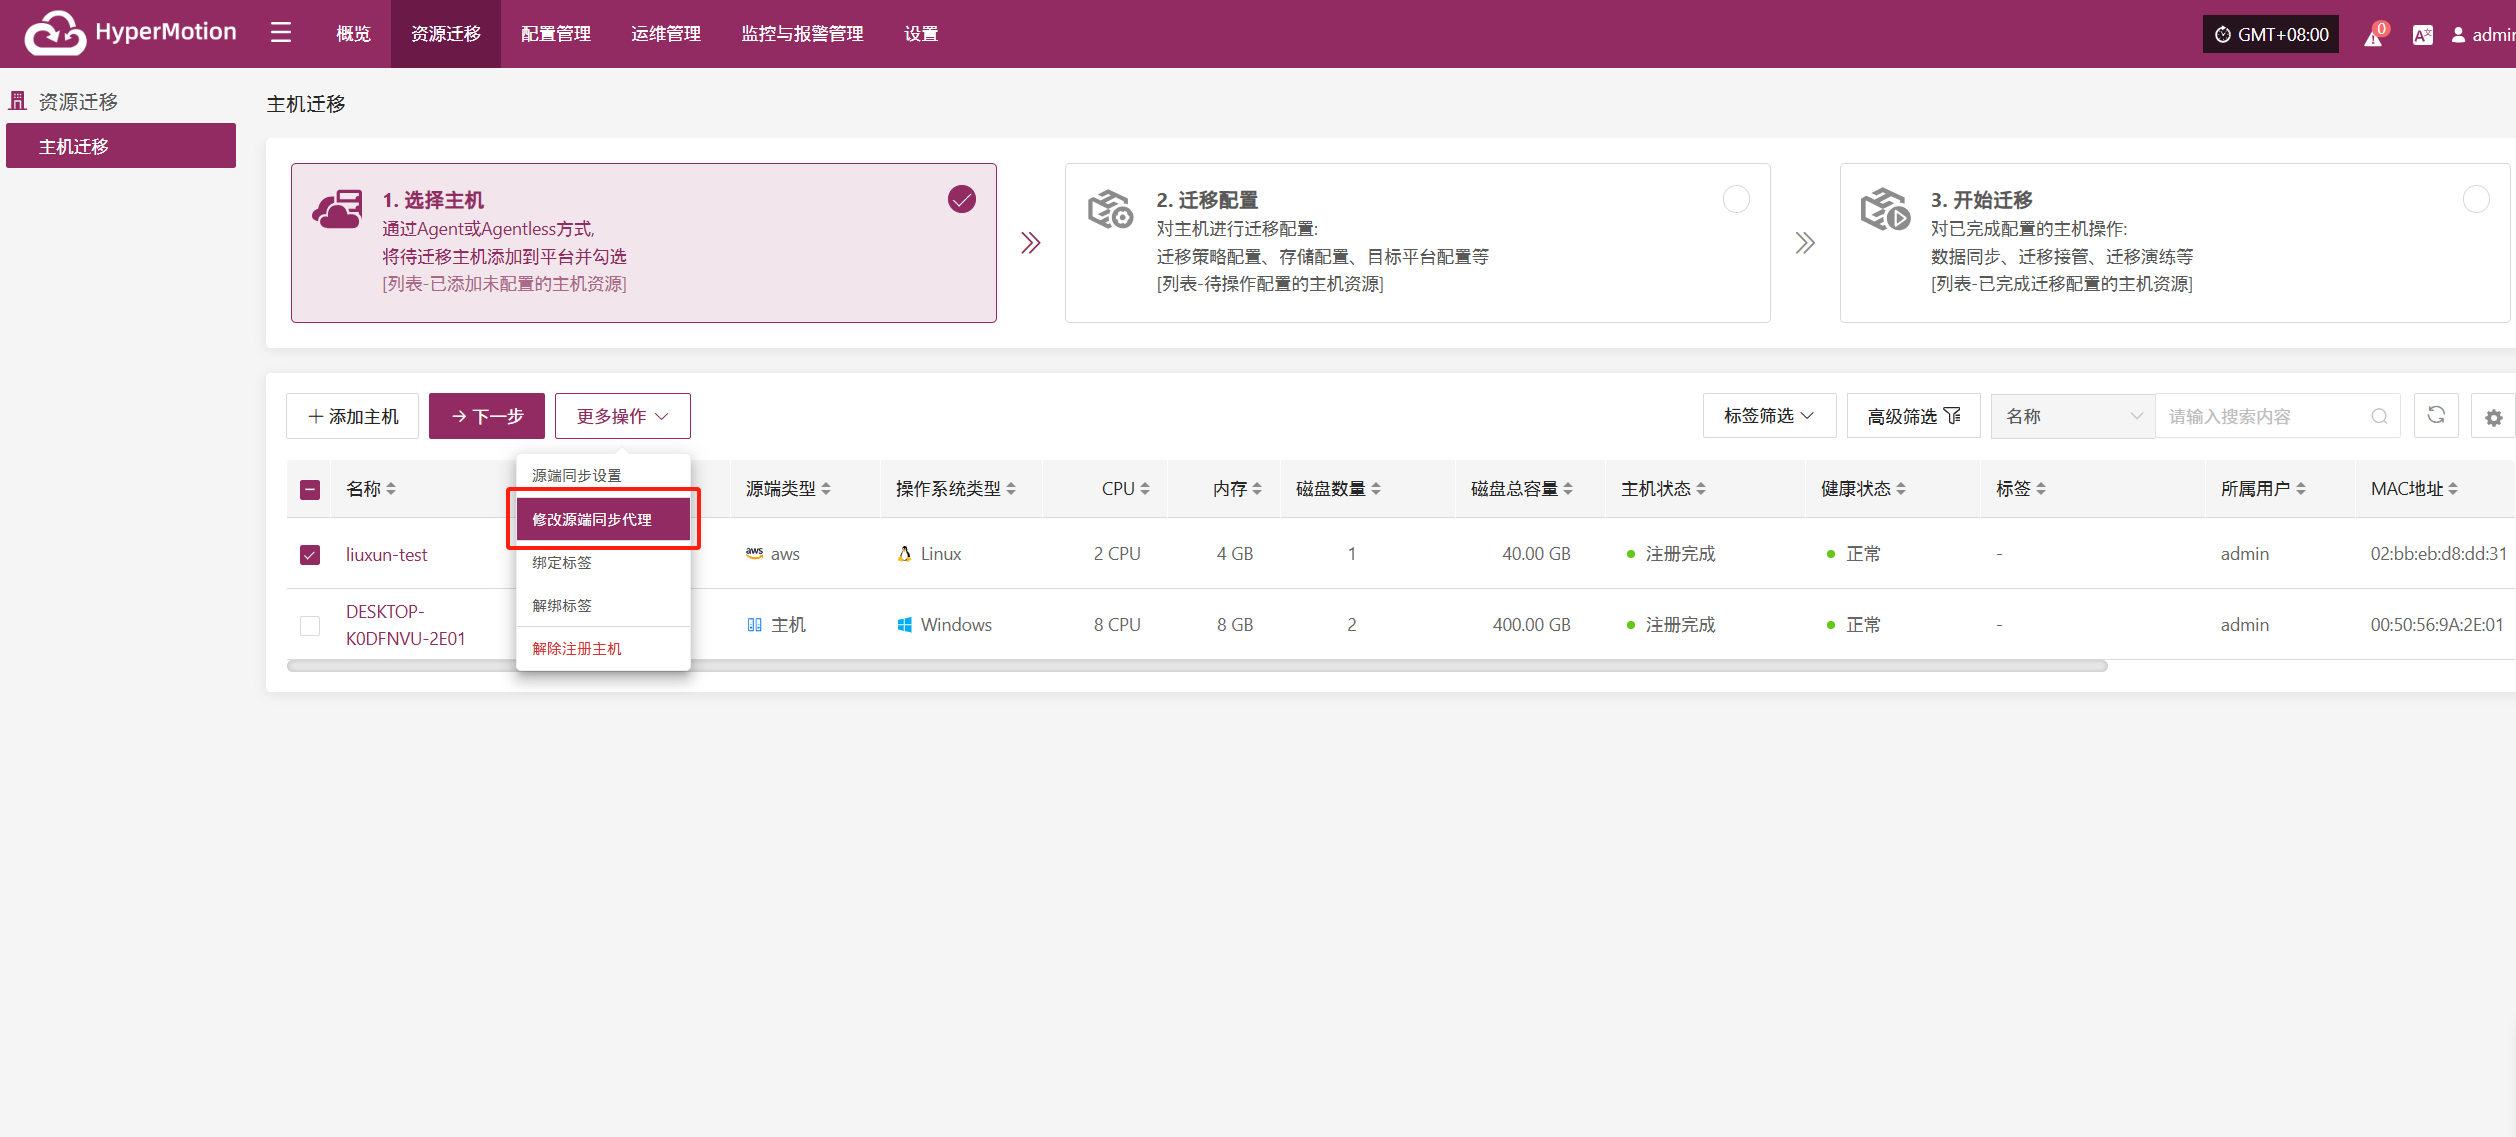 HyperMotion
概览
资源迁移
配置管理
运维管理
监控与报警管理
设置
GMT+08:00
0
资源迁移
主机迁移
主机迁移
1. 选择主机
通过Agent或Agentless方式,
将待迁移主机添加到平台并勾选
[列表-已添加未配置的主机资源]
2. 迁移配置
对主机进行迁移配置:
迁移策略配置、存储配置、目标平台配置等
[列表-待操作配置的主机资源]
3. 开始迁移
对已完成配置的主机操作:
数据同步、迁移接管、迁移演练等
[列表-已完成迁移配置的主机资源]
添加主机
下一步
更多操作
标签筛选
高级筛选
名称
请输入搜索内容
源端同步设置
修改源端同步代理
绑定标签
解绑标签
解除注册主机
名称 源端类型 操作系统类型 CPU 内存 磁盘数量 磁盘总容量 主机状态 健康状态 标签 所属用户 MAC地址
liuxun-test aws aws Linux 2 CPU 4 GB 1 40.00 GB 注册完成 正常 - admin 02:bb:eb:d8:dd:31
DESKTOP-
K0DFNVU-2E01 主机 Windows 8 CPU 8 GB 2 400.00 GB 注册完成 正常 - admin 00:50:56:9A:2E:01